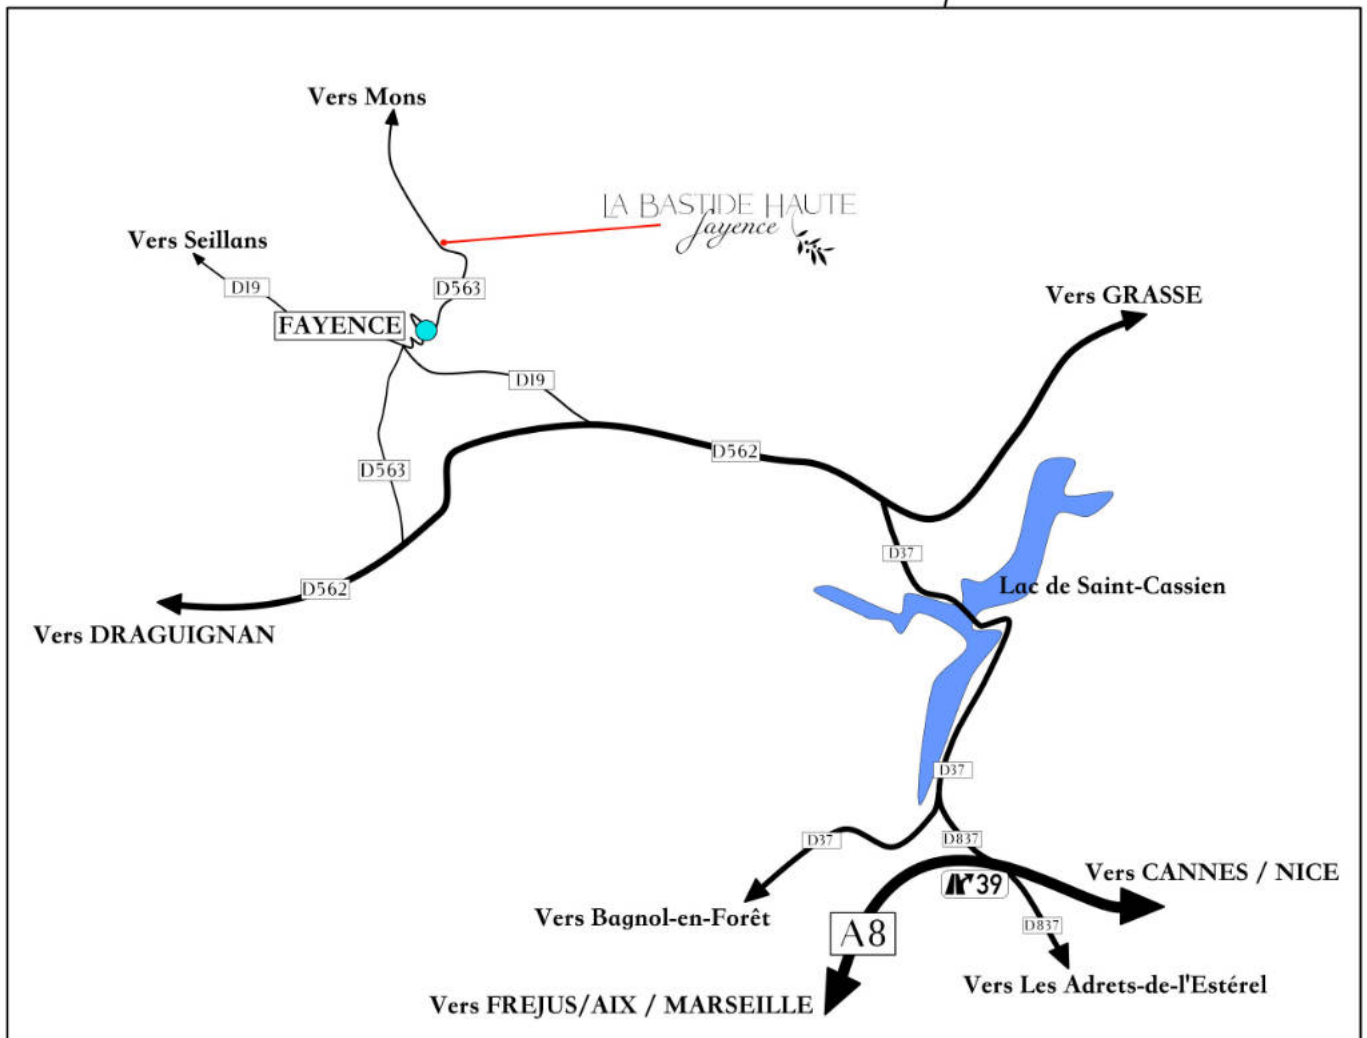 Vers Mons
LA BASTIDE HAUTE
fayence
Vers Seillans
D19
D563
Vers GRASSE
FAYENCE
D19
D562
D563
D37
Lac de Saint-Cassien
D562
Vers DRAGUIGNAN
D37
D37
D837
Vers CANNES / NICE
39
Vers Bagnol-en-Forêt
A8
D837
Vers Les Adrets-de-l'Estérel
Vers FREJUS/AIX / MARSEILLE